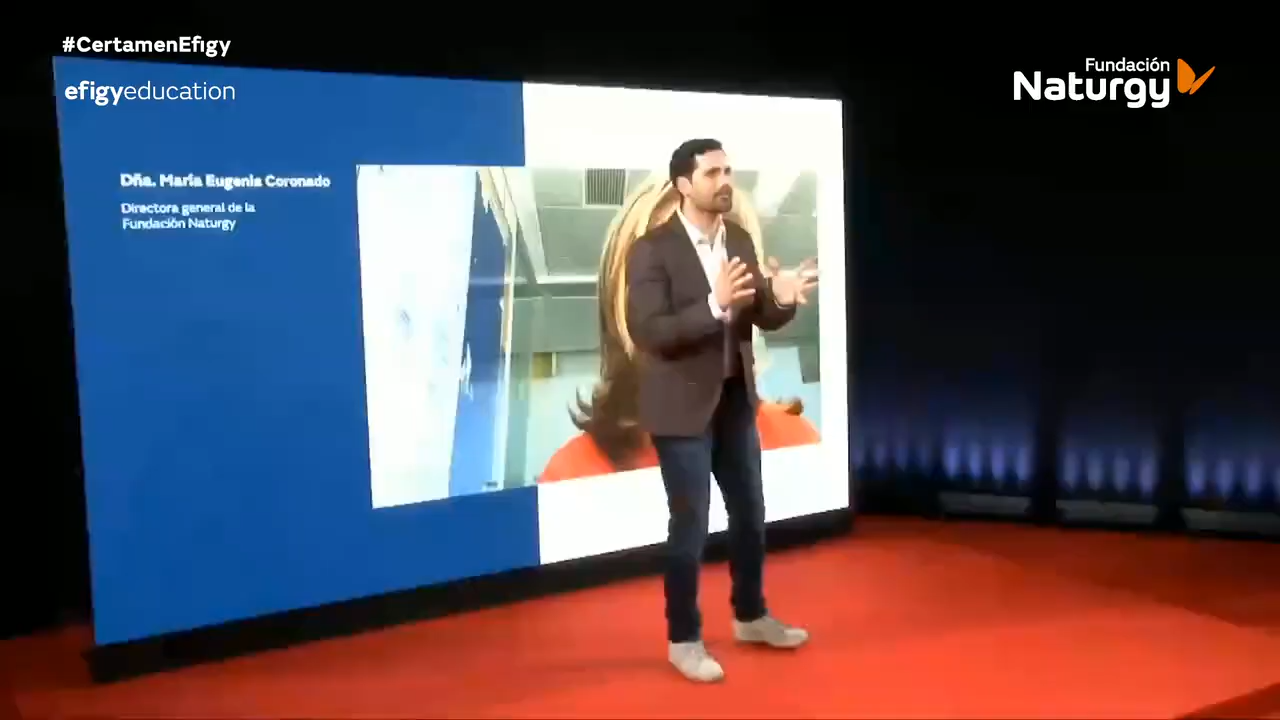 #CertamenEfigy
efigyeducation
Fundación
Naturgy
Dña. María Eugenia Coronado
Directora general de la
Fundación Naturgy